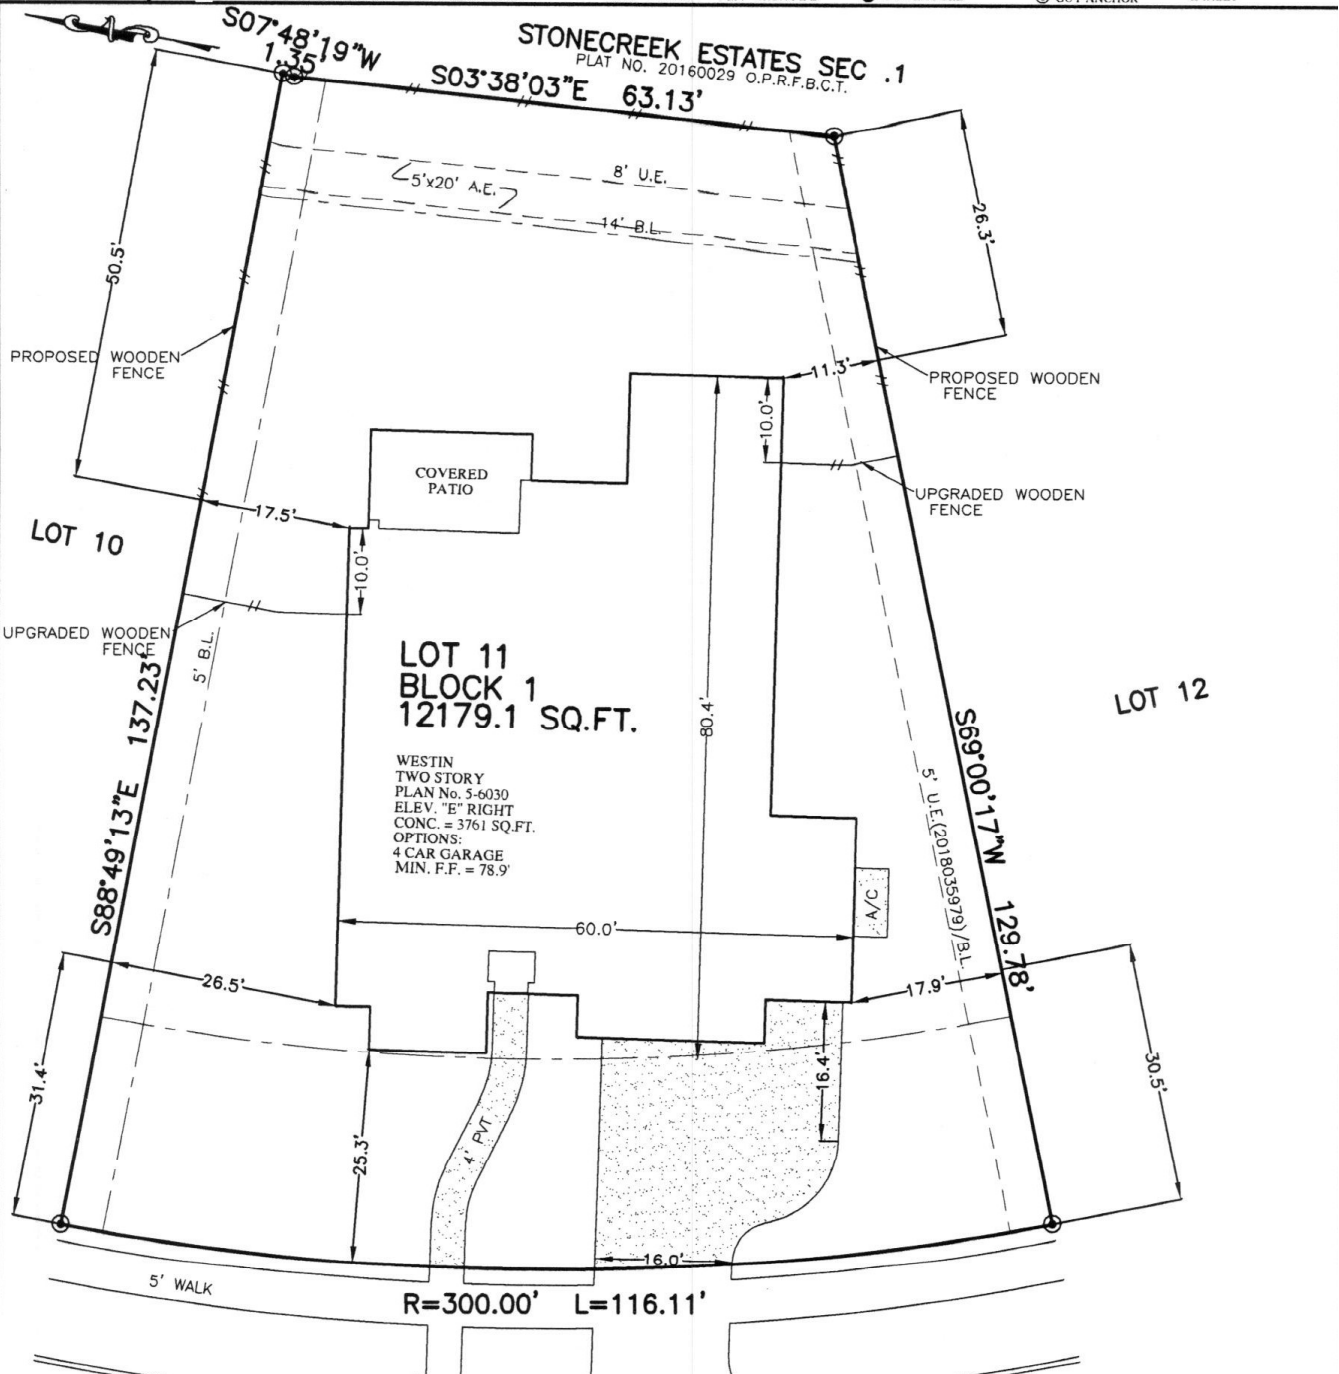 S07°48'19"W
1.35'
STONECREEK ESTATES SEC .1
PLAT NO. 20160029 O.P.R.F.B.C.T.
S03°38'03"E 63.13'
8' U.E.
5'x20' A.E.
14' B.L.
50.5'
26.3'
PROPOSED WOODEN
FENCE
11.3'
PROPOSED WOODEN
FENCE
10.0'
COVERED
PATIO
UPGRADED WOODEN
FENCE
17.5'
LOT 10
10.0'
UPGRADED WOODEN
FENCE
5' B.L.
LOT 11
BLOCK 1
12179.1 SQ.FT.
80.4'
LOT 12
S88°49'13"E 137.23'
S69°00'17"W 129.78'
5' U.E.(2018035979)/B.L.
WESTIN
TWO STORY
PLAN No. 5-6030
ELEV. "E" RIGHT
CONC. = 3761 SQ.FT.
OPTIONS:
4 CAR GARAGE
MIN. F.F. = 78.9'
A/C
60.0'
26.5'
17.9'
31.4'
16.4'
30.5'
25.3'
4' PVT
16.0'
5' WALK
R=300.00' L=116.11'